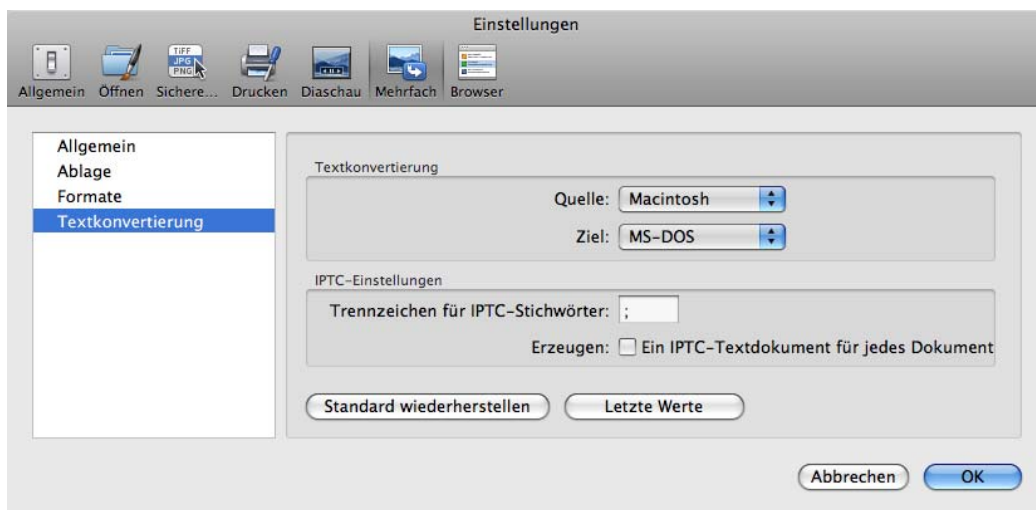 Einstellungen
TIFF
JPG
PNG
Allgemein Öffnen Sichere... Drucken Diaschau Mehrfach Browser
Allgemein
Ablage
Formate
Textkonvertierung
Textkonvertierung
Quelle: Macintosh
Ziel: MS-DOS
IPTC-Einstellungen
Trennzeichen für IPTC-Stichwörter: ;
Erzeugen: Ein IPTC-Textdokument für jedes Dokument
Standard wiederherstellen Letzte Werte
Abbrechen OK